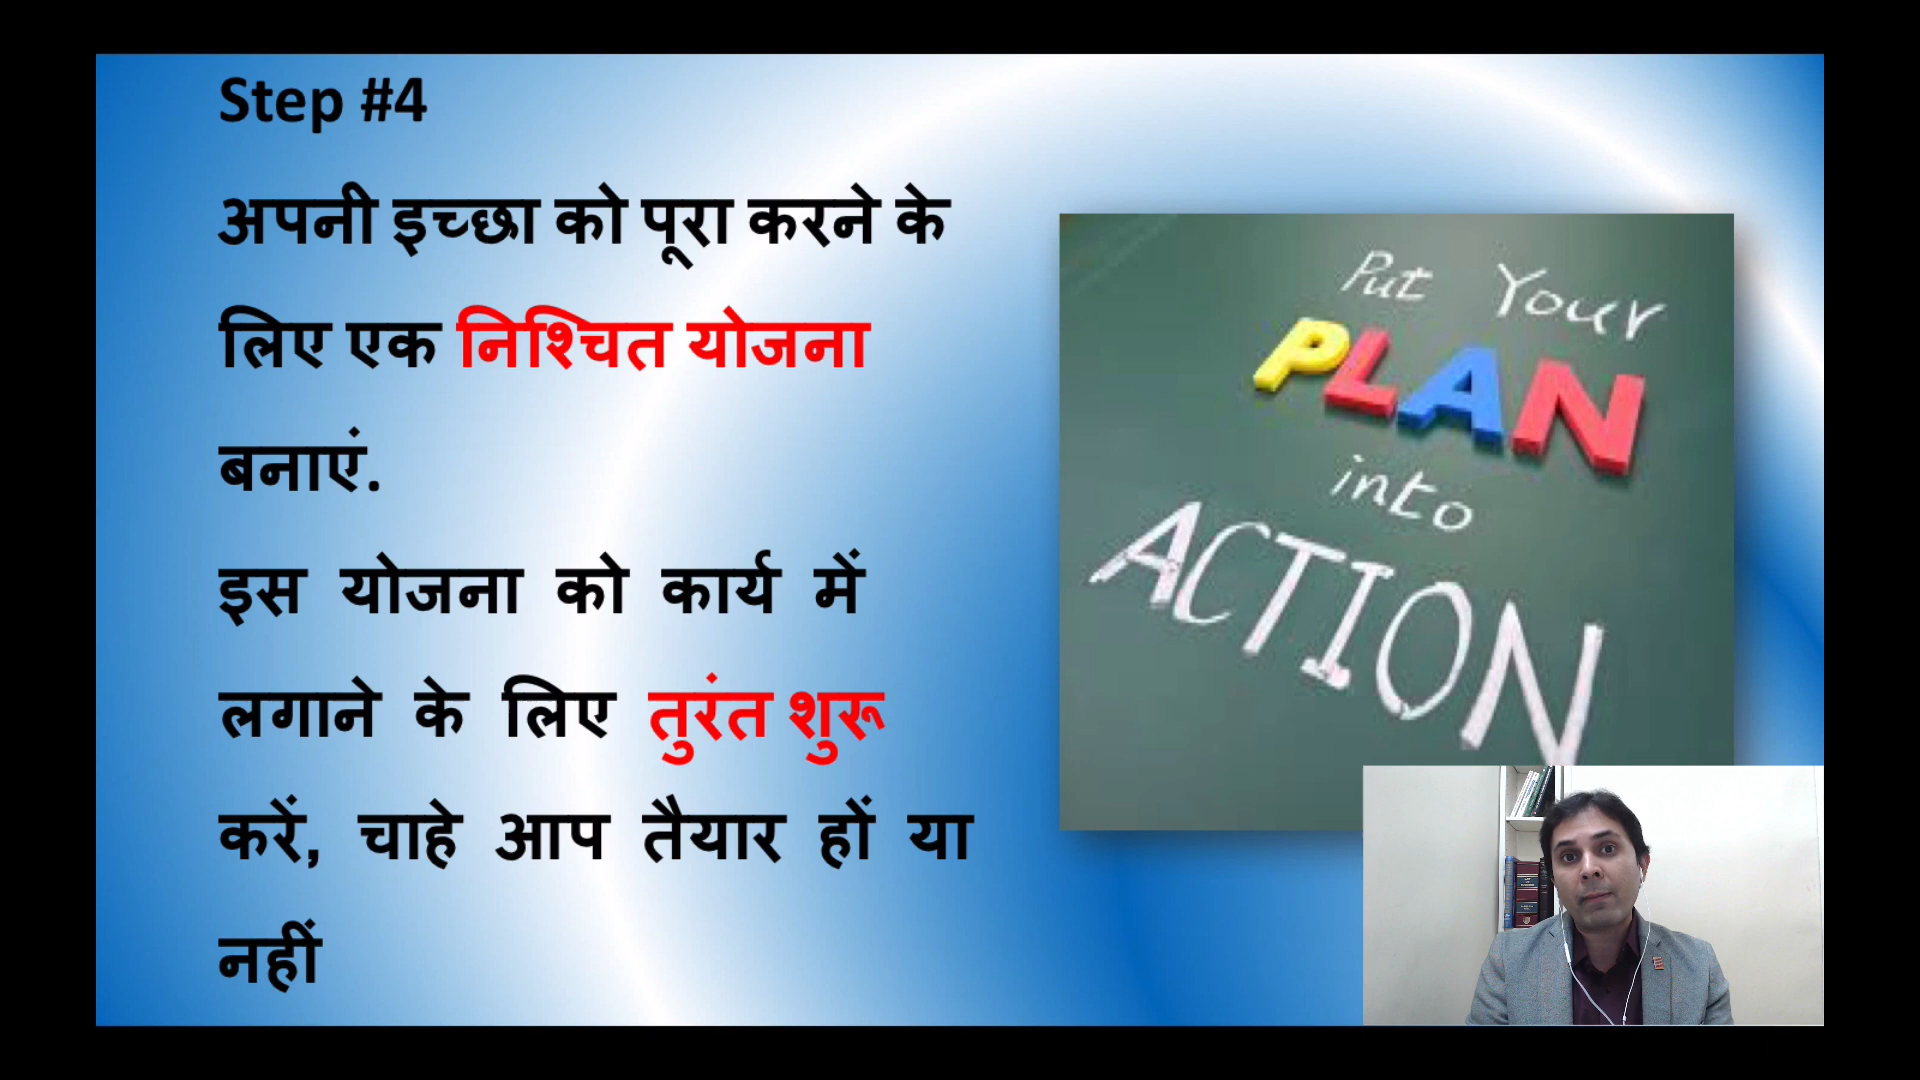 Step #4
अपनी इच्छा को पूरा करने के
लिए एक निश्चित योजना
बनाएं.
इस योजना को कार्य में
लगाने के लिए तुरंत शुरू
करें, चाहे आप तैयार हों या
नहीं
Put Your
PLAN
into
ACTION